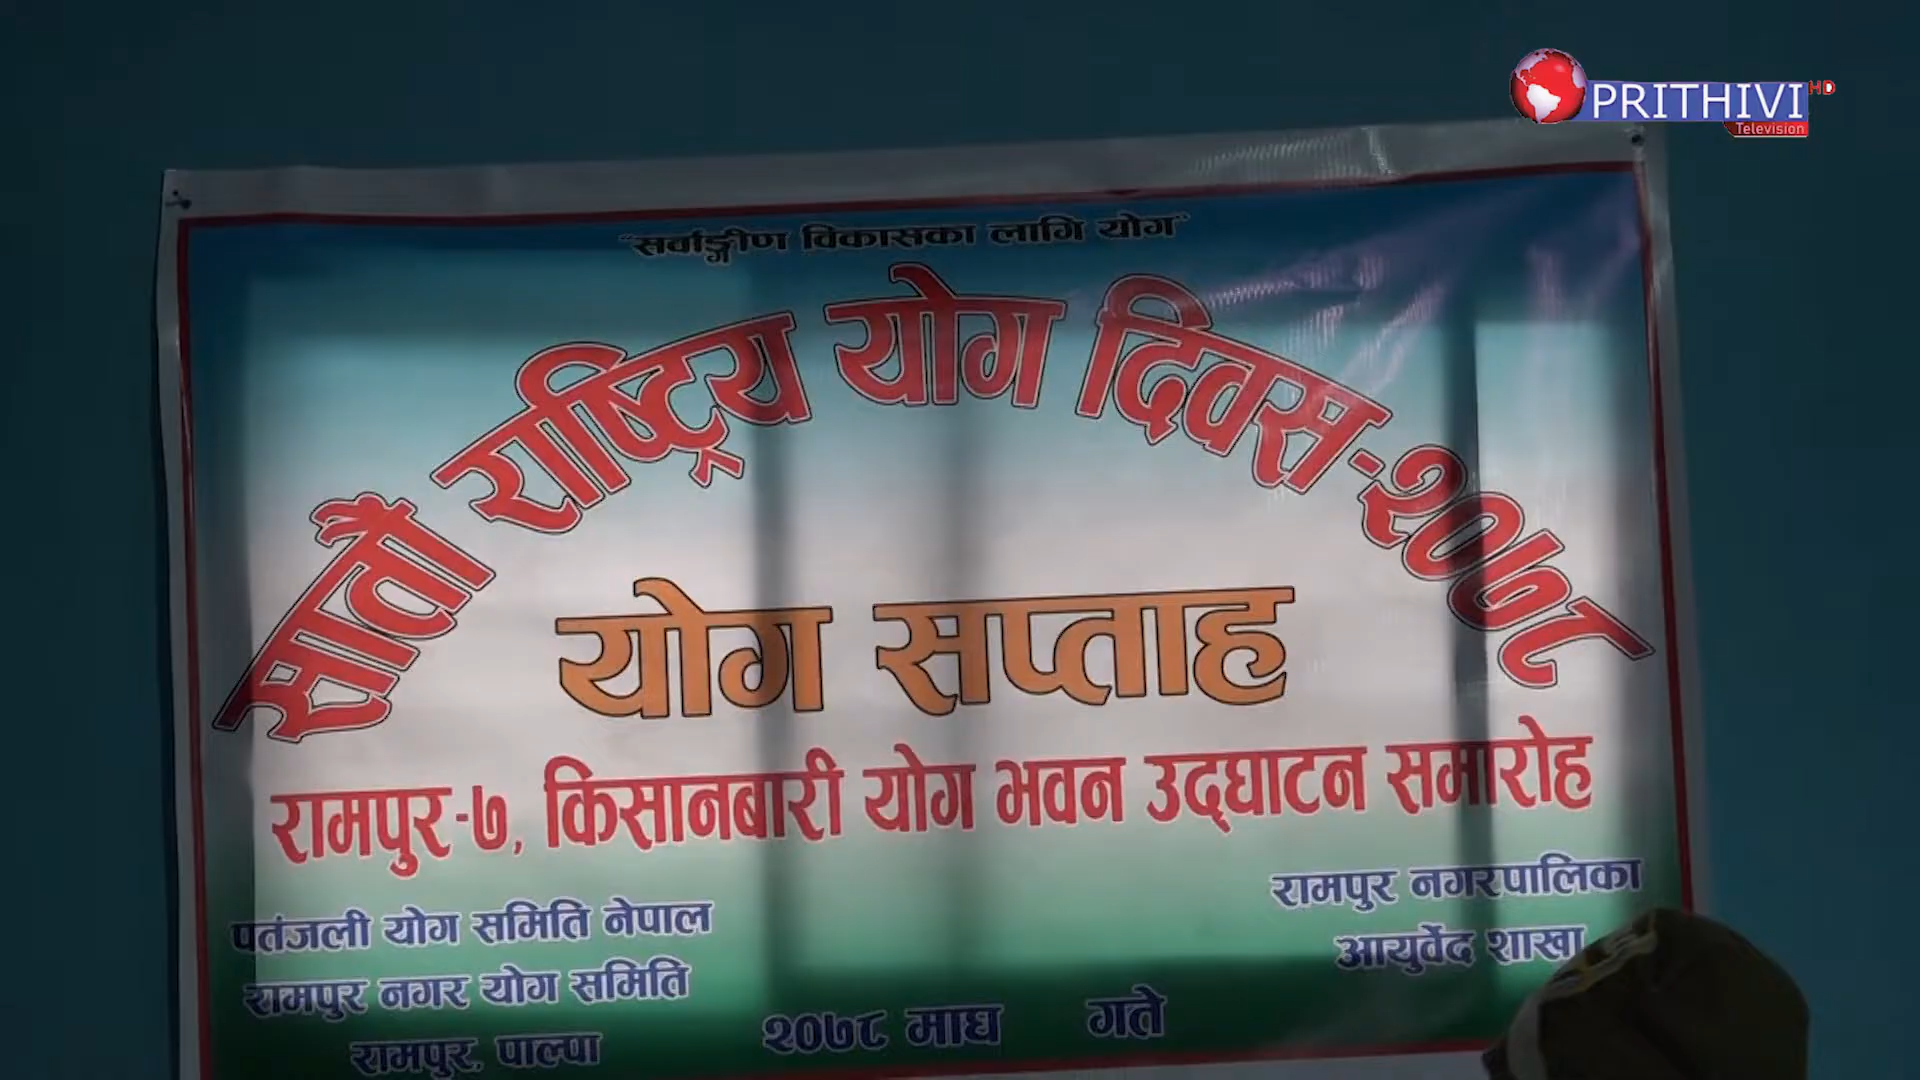 PRITHIVI HD
Television
"सर्वाङ्गीण विकासका लागि योग"
सातौं राष्ट्रिय योग दिवस-२०७८
योग सप्ताह
रामपुर-७, किसानबारी योग भवन उद्घाटन समारोह
पतंजली योग समिति नेपाल
रामपुर नगर योग समिति
रामपुर, पाल्पा
रामपुर नगरपालिका
आयुर्वेद शाखा
२०७८ माघ गते